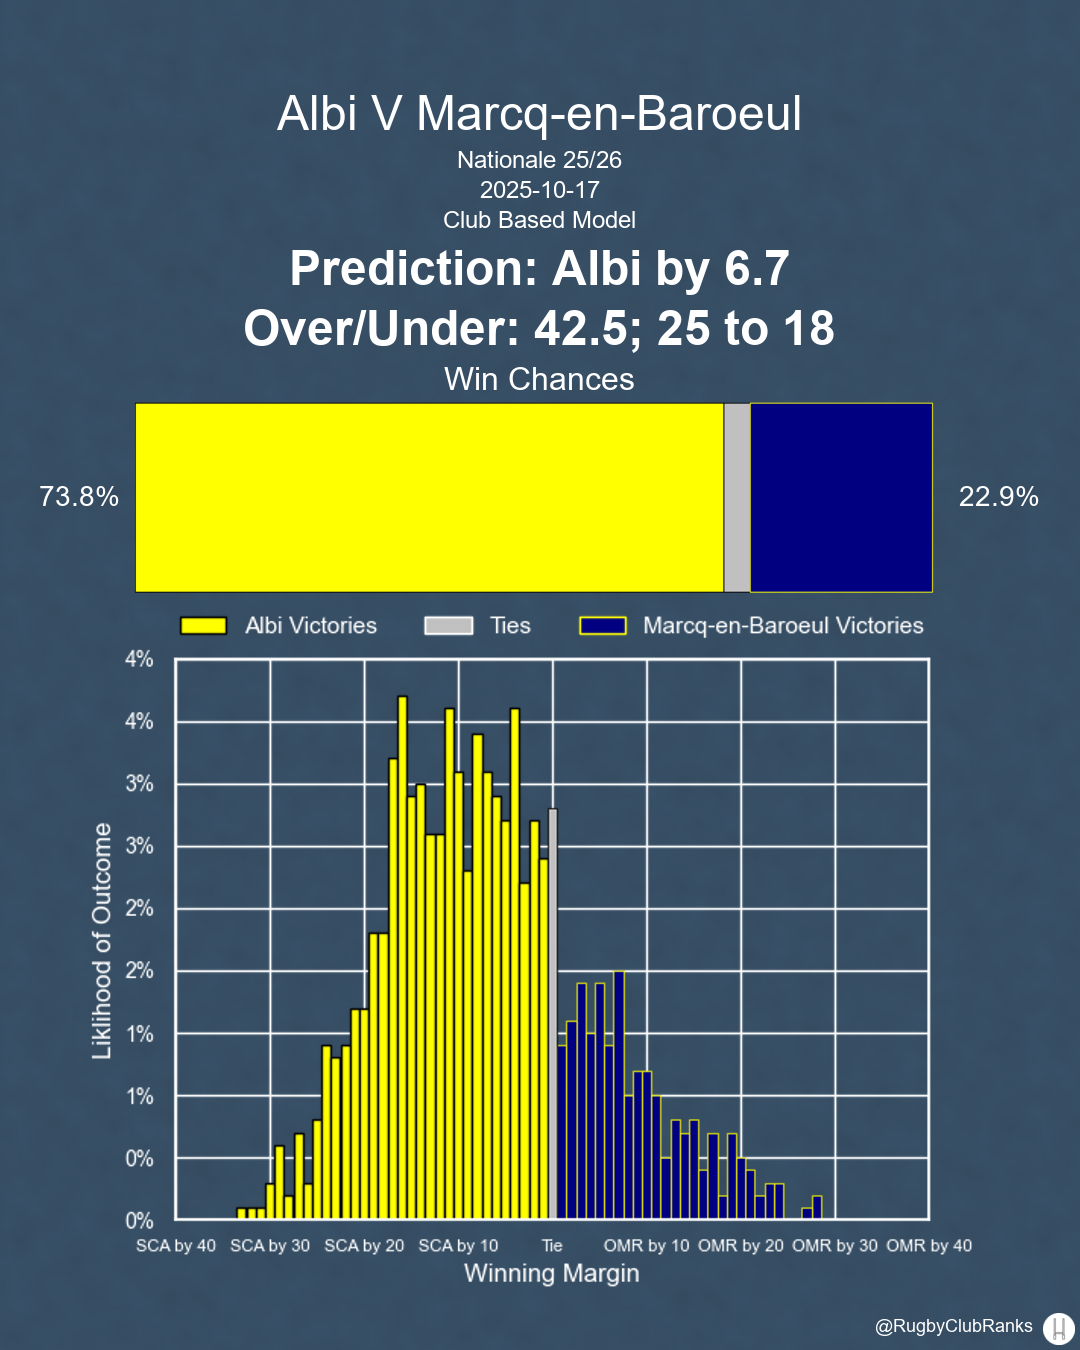 Albi V Marcq-en-Baroeul
Nationale 25/26
2025-10-17
Club Based Model
Prediction: Albi by 6.7
Over/Under: 42.5; 25 to 18
Win Chances
73.8%
22.9%
Albi Victories
Ties
Marcq-en-Baroeul Victories
4%
4%
3%
3%
2%
2%
1%
1%
0%
0%
Liklihood of Outcome
SCA by 40 SCA by 30 SCA by 20 SCA by 10 Tie OMR by 10 OMR by 20 OMR by 30 OMR by 40
Winning Margin
@RugbyClubRanks